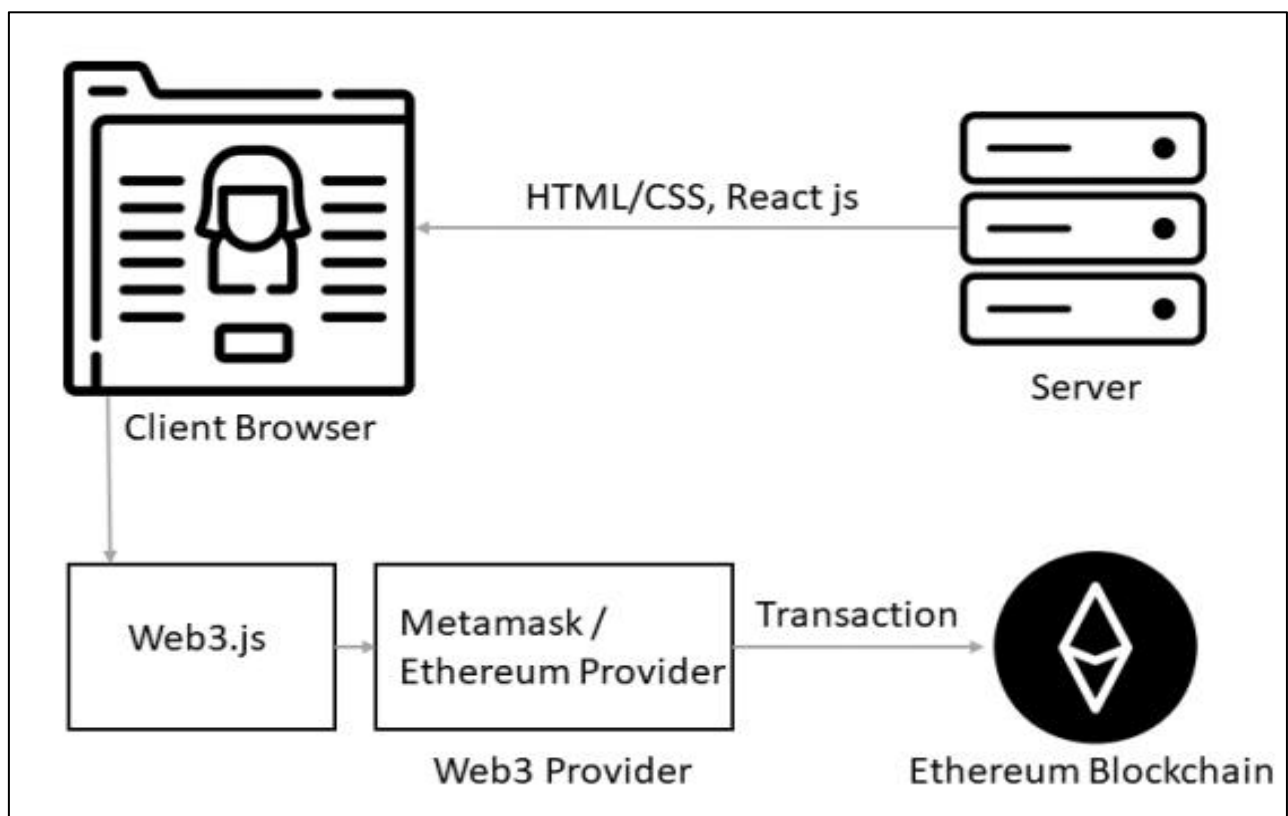 HTML/CSS, React js
Server
Client Browser
Web3.js
Metamask /
Ethereum Provider
Transaction
Web3 Provider
Ethereum Blockchain